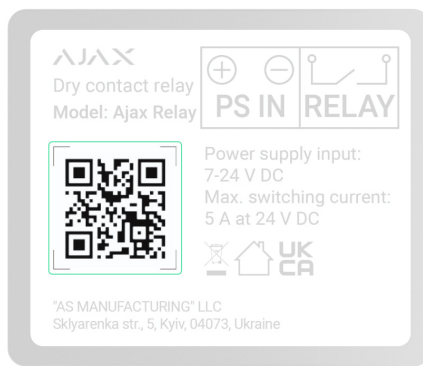 AJAX
Dry contact relay
Model: Ajax Relay
PS IN RELAY
Power supply input:
7-24 V DC
Max. switching current:
5 A at 24 V DC
UK
CA
"AS MANUFACTURING" LLC
Sklyarenka str., 5, Kyiv, 04073, Ukraine